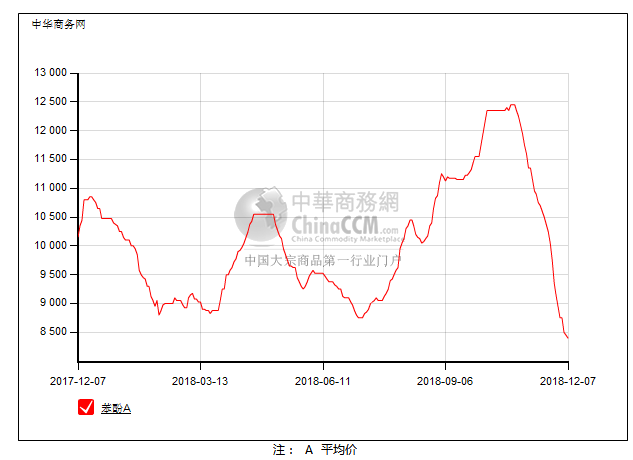 中华商务网
13 000
12 500
12 000
11 500
11 000
10 500
10 000
9 500
9 000
8 500
中華商務網
ChinaCCM.com
China Commodity Marketplace
中国大宗商品第一行业门户
2017-12-07 2018-03-13 2018-06-11 2018-09-06 2018-12-07
苯酚A
注： A 平均价